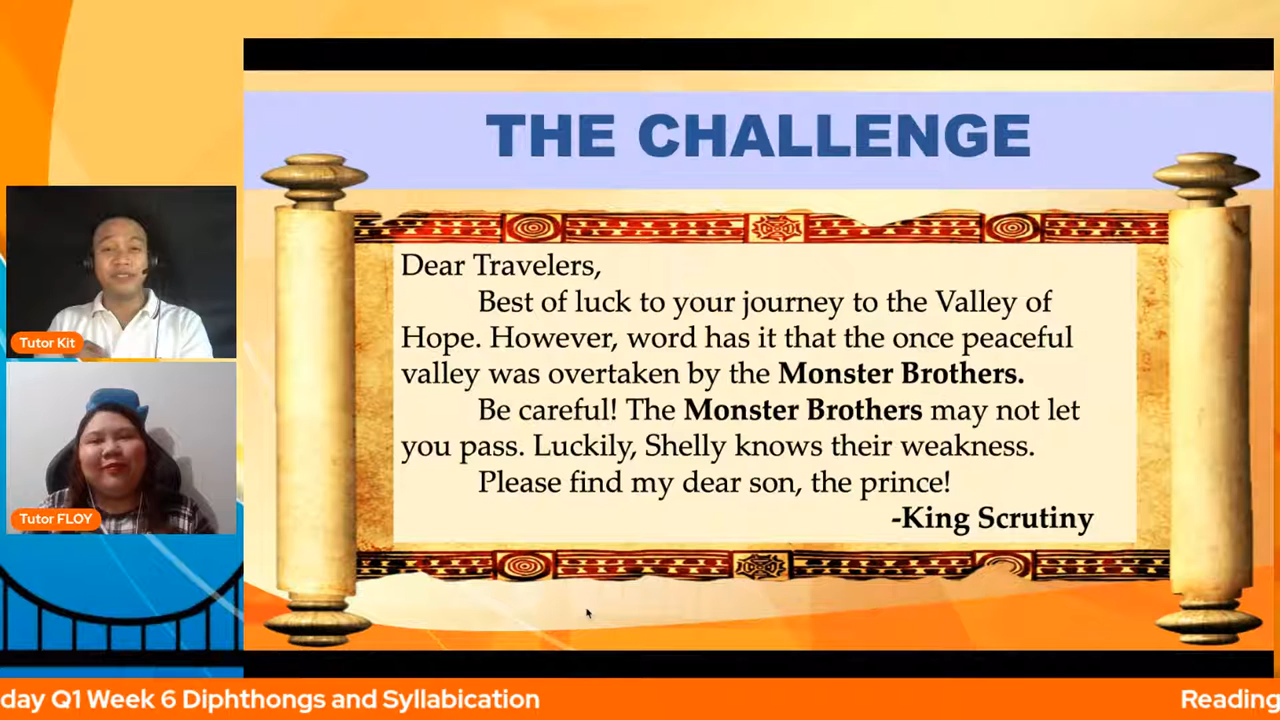 THE CHALLENGE
Dear Travelers,
Best of luck to your journey to the Valley of
Hope. However, word has it that the once peaceful
valley was overtaken by the Monster Brothers.
Be careful! The Monster Brothers may not let
you pass. Luckily, Shelly knows their weakness.
Please find my dear son, the prince!
-King Scrutiny
Tutor Kit
Tutor FLOY
day Q1 Week 6 Diphthongs and Syllabication
Reading